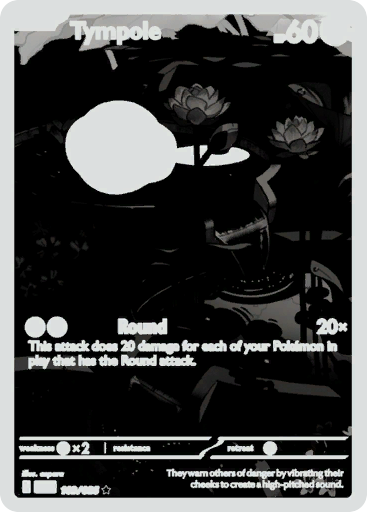 Tympole 60
Round 20×
This attack does 20 damage for each of your Pokémon in
play that has the Round attack.
weakness ×2 resistance retreat
They warn others of danger by vibrating their
cheeks to create a high-pitched sound.